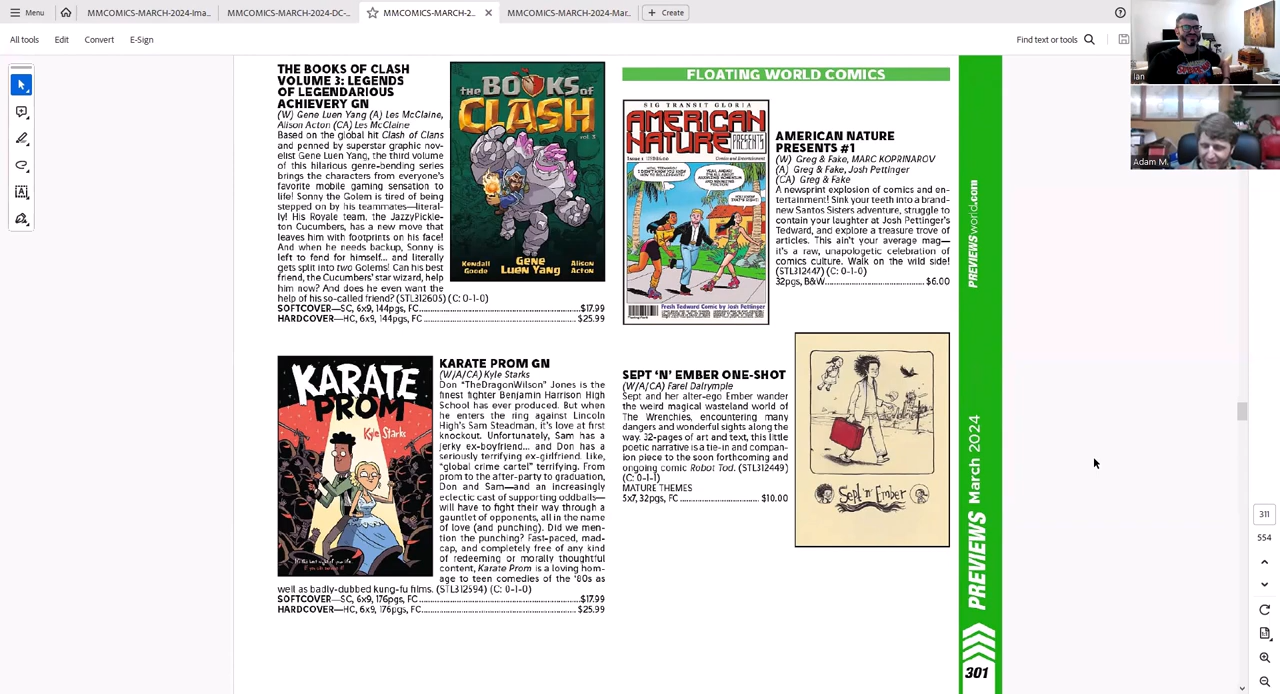 Menu
MMCOMICS-MARCH-2024-Ima...
MMCOMICS-MARCH-2024-DC-...
MMCOMICS-MARCH-2...
MMCOMICS-MARCH-2024-Mar...
Create
All tools
Edit
Convert
E-Sign
Find text or tools
Ian
Adam M.
THE BOOKS OF CLASH
VOLUME 3: LEGENDS
OF LEGENDARIOUS
ACHIEVERY GN
(W) Gene Luen Yang (A) Les McClaine,
Alison Acton (CA) Les McClaine
Based on the global hit Clash of Clans
and penned by superstar graphic nov-
elist Gene Luen Yang, the third volume
of this hilarious genre-bending series
brings the characters from everyone's
favorite mobile gaming sensation to
life! Sonny the Golem is tired of being
stepped on by his teammates—literal-
ly! His Royale team, the JazzyPickle-
ton Cucumbers, has a new move that
leaves him with footprints on his face!
And when he needs backup, Sonny is
left to fend for himself... and literally
gets split into two Golems! Can his best
friend, the Cucumbers' star wizard, help
him now? And does he even want the
help of his so-called friend? (STL312605) (C: 0-1-0)
SOFTCOVER—SC, 6x9, 144pgs, FC...$17.99
HARDCOVER—HC, 6x9, 144pgs, FC...$25.99
the BOOKS of
CLASH
vol. 3
Kendall
Goode
Gene
Luen Yang
Alison
Acton
KARATE
PROM
Kyle Starks
KARATE PROM GN
(W/A/CA) Kyle Starks
Don "TheDragonWilson" Jones is the
finest fighter Benjamin Harrison High
School has ever produced. But when
he enters the ring against Lincoln
High's Sam Steadman, it's love at first
knockout. Unfortunately, Sam has a
jerky ex-boyfriend... and Don has a
seriously terrifying ex-girlfriend. Like,
"global crime cartel" terrifying. From
prom to the after-party to graduation,
Don and Sam—and an increasingly
eclectic cast of supporting oddballs—
will have to fight their way through a
gauntlet of opponents, all in the name
of love (and punching). Did we men-
tion the punching? Fast-paced, mad-
cap, and completely free of any kind
of redeeming or morally thoughtful
content, Karate Prom is a loving hom-
age to teen comedies of the '80s as
well as badly-dubbed kung-fu films. (STL312594) (C: 0-1-0)
SOFTCOVER—SC, 6x9, 176pgs, FC...$17.99
HARDCOVER—HC, 6x9, 176pgs, FC...$25.99
FLOATING WORLD COMICS
SIC TRANSIT GLORIA
AMERICAN
NATURE
PRESENTS
Fresh Tedward Comic by Josh Pettinger
AMERICAN NATURE
PRESENTS #1
(W) Greg & Fake, MARC KOPRINAROV
(A) Greg & Fake, Josh Pettinger
(CA) Greg & Fake
A newsprint explosion of comics and en-
tertainment! Sink your teeth into a brand-
new Santos Sisters adventure, struggle to
contain your laughter at Josh Pettinger's
Tedward, and explore a treasure trove of
articles. This ain't your average mag—
it's a raw, unapologetic celebration of
comics culture. Walk on the wild side!
(STL312447) (C: 0-1-0)
32pgs, B&W...$6.00
SEPT 'N' EMBER ONE-SHOT
(W/A/CA) Farel Dalrymple
Sept and her alter-ego Ember wander
the weird magical wasteland world of
The Wrenchies, encountering many
dangers and wonderful sights along the
way. 32-pages of art and text, this little
poetic narrative is a tie-in and compan-
ion piece to the soon forthcoming and
ongoing comic Robot Tod. (STL312449)
(C: 0-1-1)
MATURE THEMES
5x7, 32pgs, FC...$10.00
Sept 'n' Ember
PREVIEWSworld.com
PREVIEWS March 2024
301
311
554